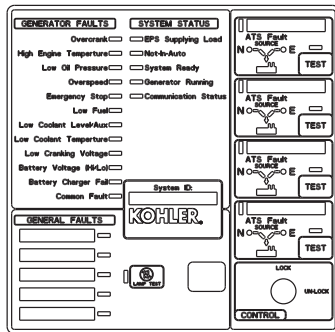 GENERATOR FAULTS
Overcrank
High Engine Temperture
Low Oil Pressure
Overspeed
Emergency Stop
Low Fuel
Low Coolant Level/Aux
Low Coolant Temperture
Low Cranking Voltage
Battery Voltage (Hi/Lo)
Battery Charger Fail
Common Fault
SYSTEM STATUS
EPS Supplying Load
Not-In-Auto
System Ready
Generator Running
Communication Status
System ID:
KOHLER.
GENERAL FAULTS
LAMP TEST
ATS Fault
SOURCE
N E
TEST
ATS Fault
SOURCE
N E
TEST
ATS Fault
SOURCE
N E
TEST
ATS Fault
SOURCE
N E
TEST
LOCK
UN-LOCK
CONTROL